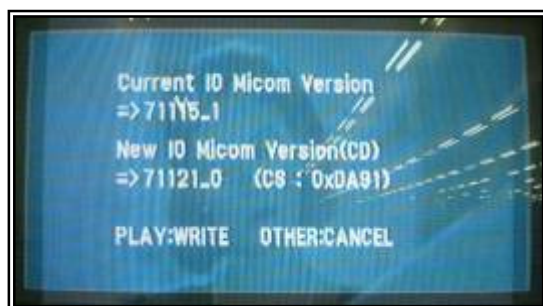 Current IO Micom Version
=>71115_1
New IO Micom Version(CD)
=>71121_0 (CS : 0xDA91)
PLAY:WRITE OTHER:CANCEL